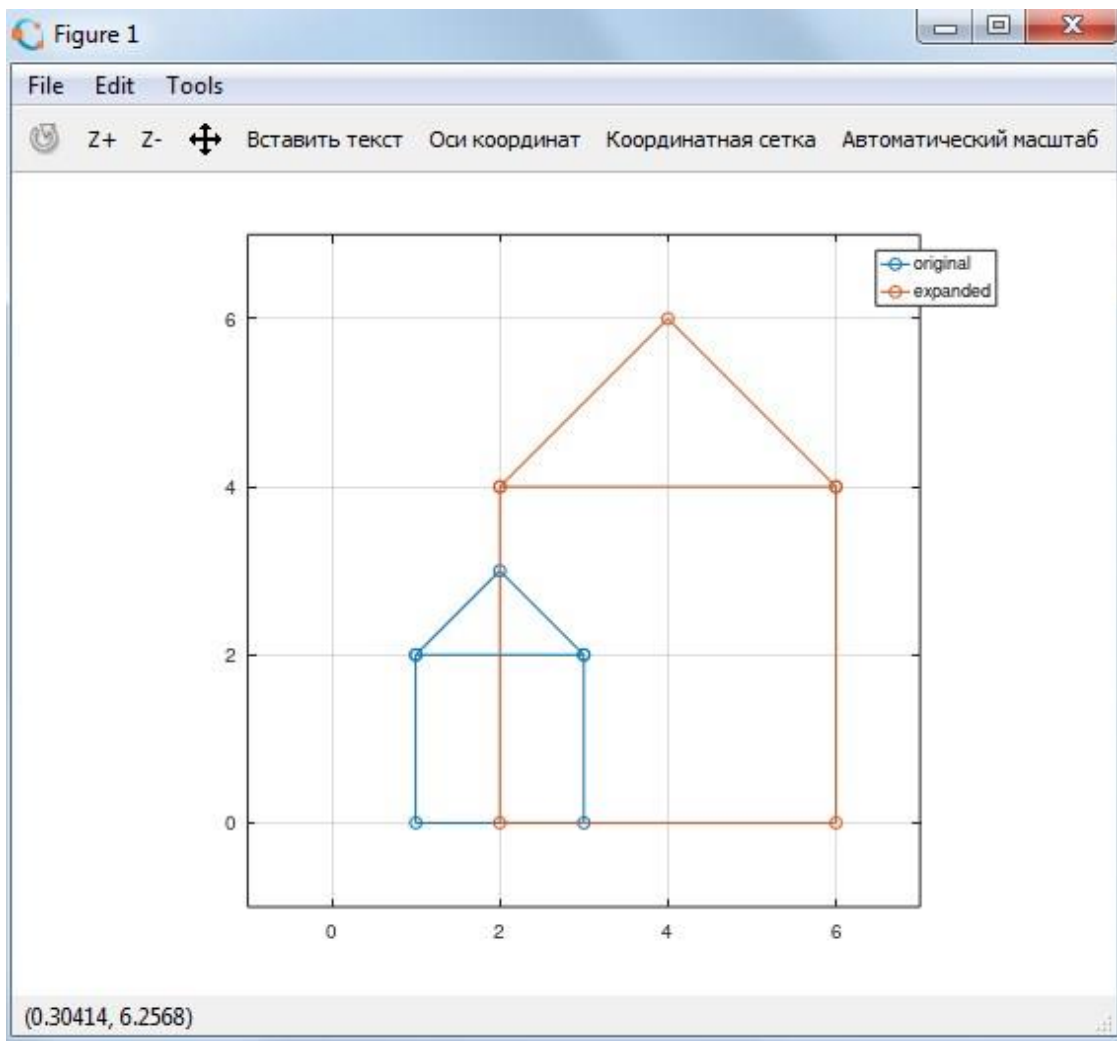 Figure 1
File Edit Tools
Z+ Z- Вставить текст Оси координат Координатная сетка Автоматический масштаб
original
expanded
6
4
2
0
0 2 4 6
(0.30414, 6.2568)